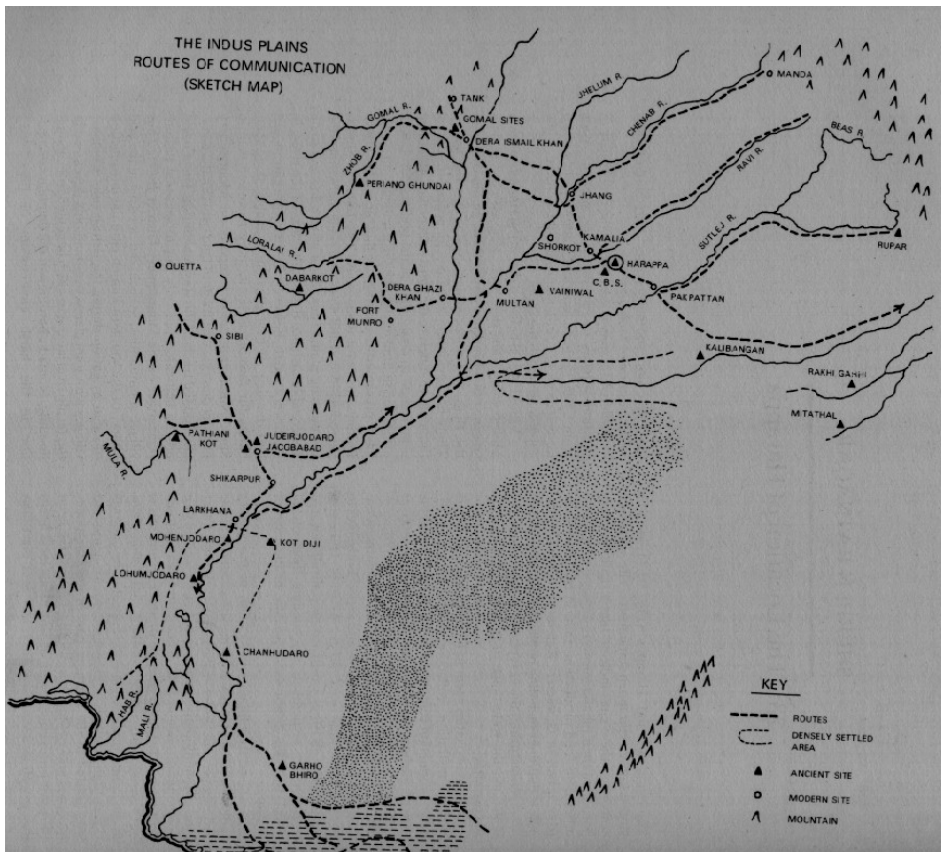 THE INDUS PLAINS
ROUTES OF COMMUNICATION
(SKETCH MAP)
MANDA
JHELUM R.
CHENAB R.
TANK
GOMAL R.
GOMAL SITES
DERA ISMAIL KHAN
BEAS R.
ZHOB R.
RAVI R.
PERIANO GHUNDAI
JHANG
SUTLEJ R.
LORALAI R.
SHORKOT
KAMALIA
RUPAR
QUETTA
HARAPPA
DABARKOT
C.B.S.
DERA GHAZI
KHAN
MULTAN
VAINIWAL
PAKPATTAN
FORT
MUNRO
SIBI
KALIBANGAN
RAKHI GARHI
MITATHAL
PATHIANI
KOT
JUDEIRJODARO
JACOBABAD
MULA R.
SHIKARPUR
LARKHANA
MOHENJODARO
KOT DIJI
LOHUMJODARO
CHANHUDARO
HAB R.
MALI R.
GARHO
BHIRO
KEY
ROUTES
DENSELY SETTLED
AREA
ANCIENT SITE
MODERN SITE
MOUNTAIN